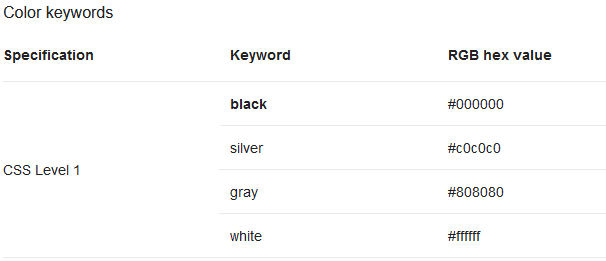 Color keywords
Specification Keyword RGB hex value
black #000000
silver #c0c0c0
CSS Level 1
gray #808080
white #ffffff